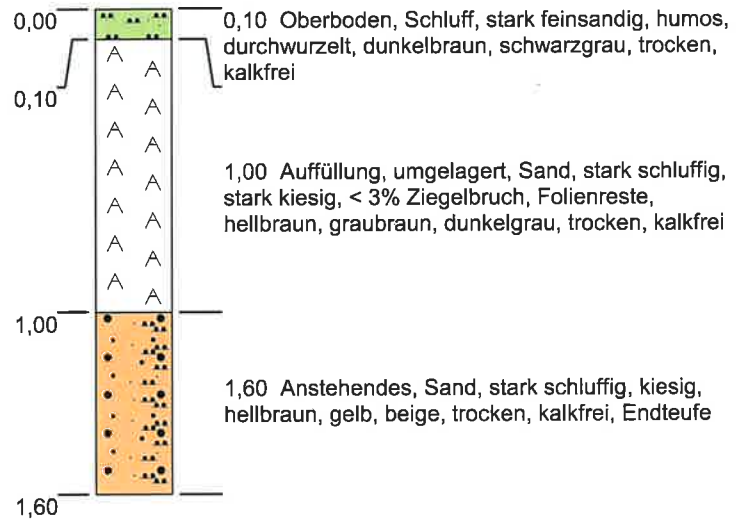 0,00
0,10 Oberboden, Schluff, stark feinsandig, humos,
durchwurzelt, dunkelbraun, schwarzgrau, trocken,
kalkfrei
0,10
1,00 Auffüllung, umgelagert, Sand, stark schluffig,
stark kiesig, < 3% Ziegelbruch, Folienreste,
hellbraun, graubraun, dunkelgrau, trocken, kalkfrei
1,00
1,60 Anstehendes, Sand, stark schluffig, kiesig,
hellbraun, gelb, beige, trocken, kalkfrei, Endteufe
1,60